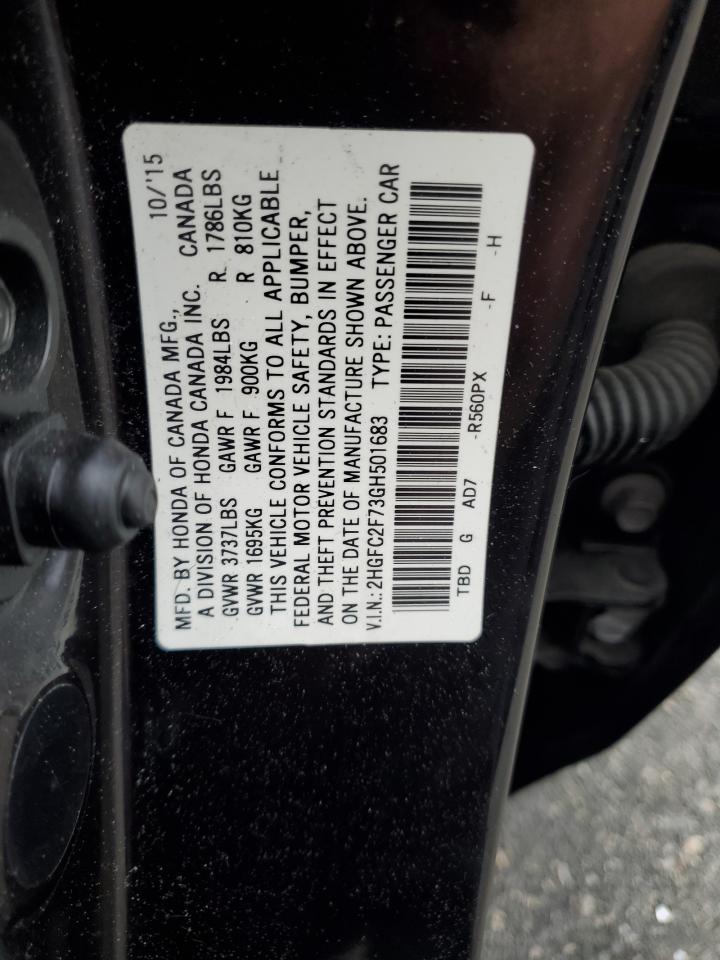 10/'15
MFD. BY HONDA OF CANADA MFG.,
A DIVISION OF HONDA CANADA INC. CANADA
GVWR 3737LBS GAWR F 1984LBS R 1786LBS
GVWR 1695KG GAWR F 900KG R 810KG
THIS VEHICLE CONFORMS TO ALL APPLICABLE
FEDERAL MOTOR VEHICLE SAFETY, BUMPER,
AND THEFT PREVENTION STANDARDS IN EFFECT
ON THE DATE OF MANUFACTURE SHOWN ABOVE.
V.I.N.: 2HGFC2F73GH501683 TYPE: PASSENGER CAR
TBD G AD7 -R560PX -F -H